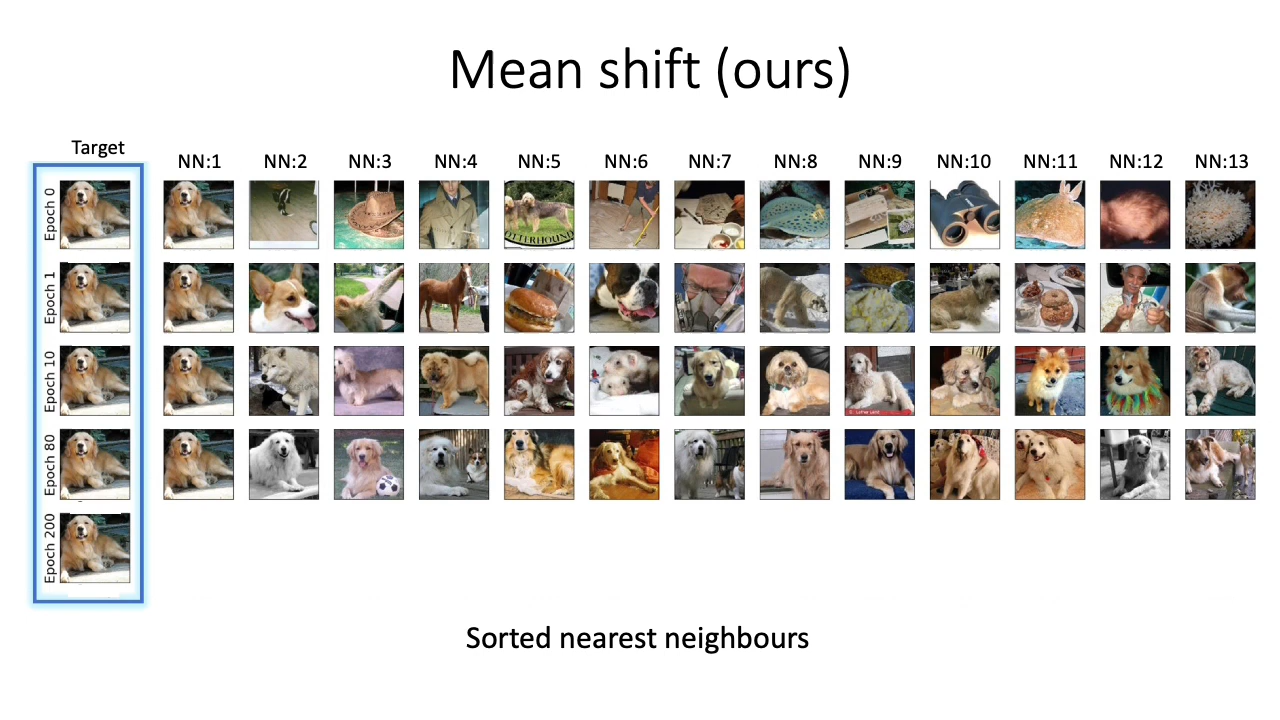 Mean shift (ours)
Target
NN:1 NN:2 NN:3 NN:4 NN:5 NN:6 NN:7 NN:8 NN:9 NN:10 NN:11 NN:12 NN:13
Epoch 0
OTTERHOUND
Epoch 1
Epoch 10
Epoch 80
Epoch 200
Sorted nearest neighbours